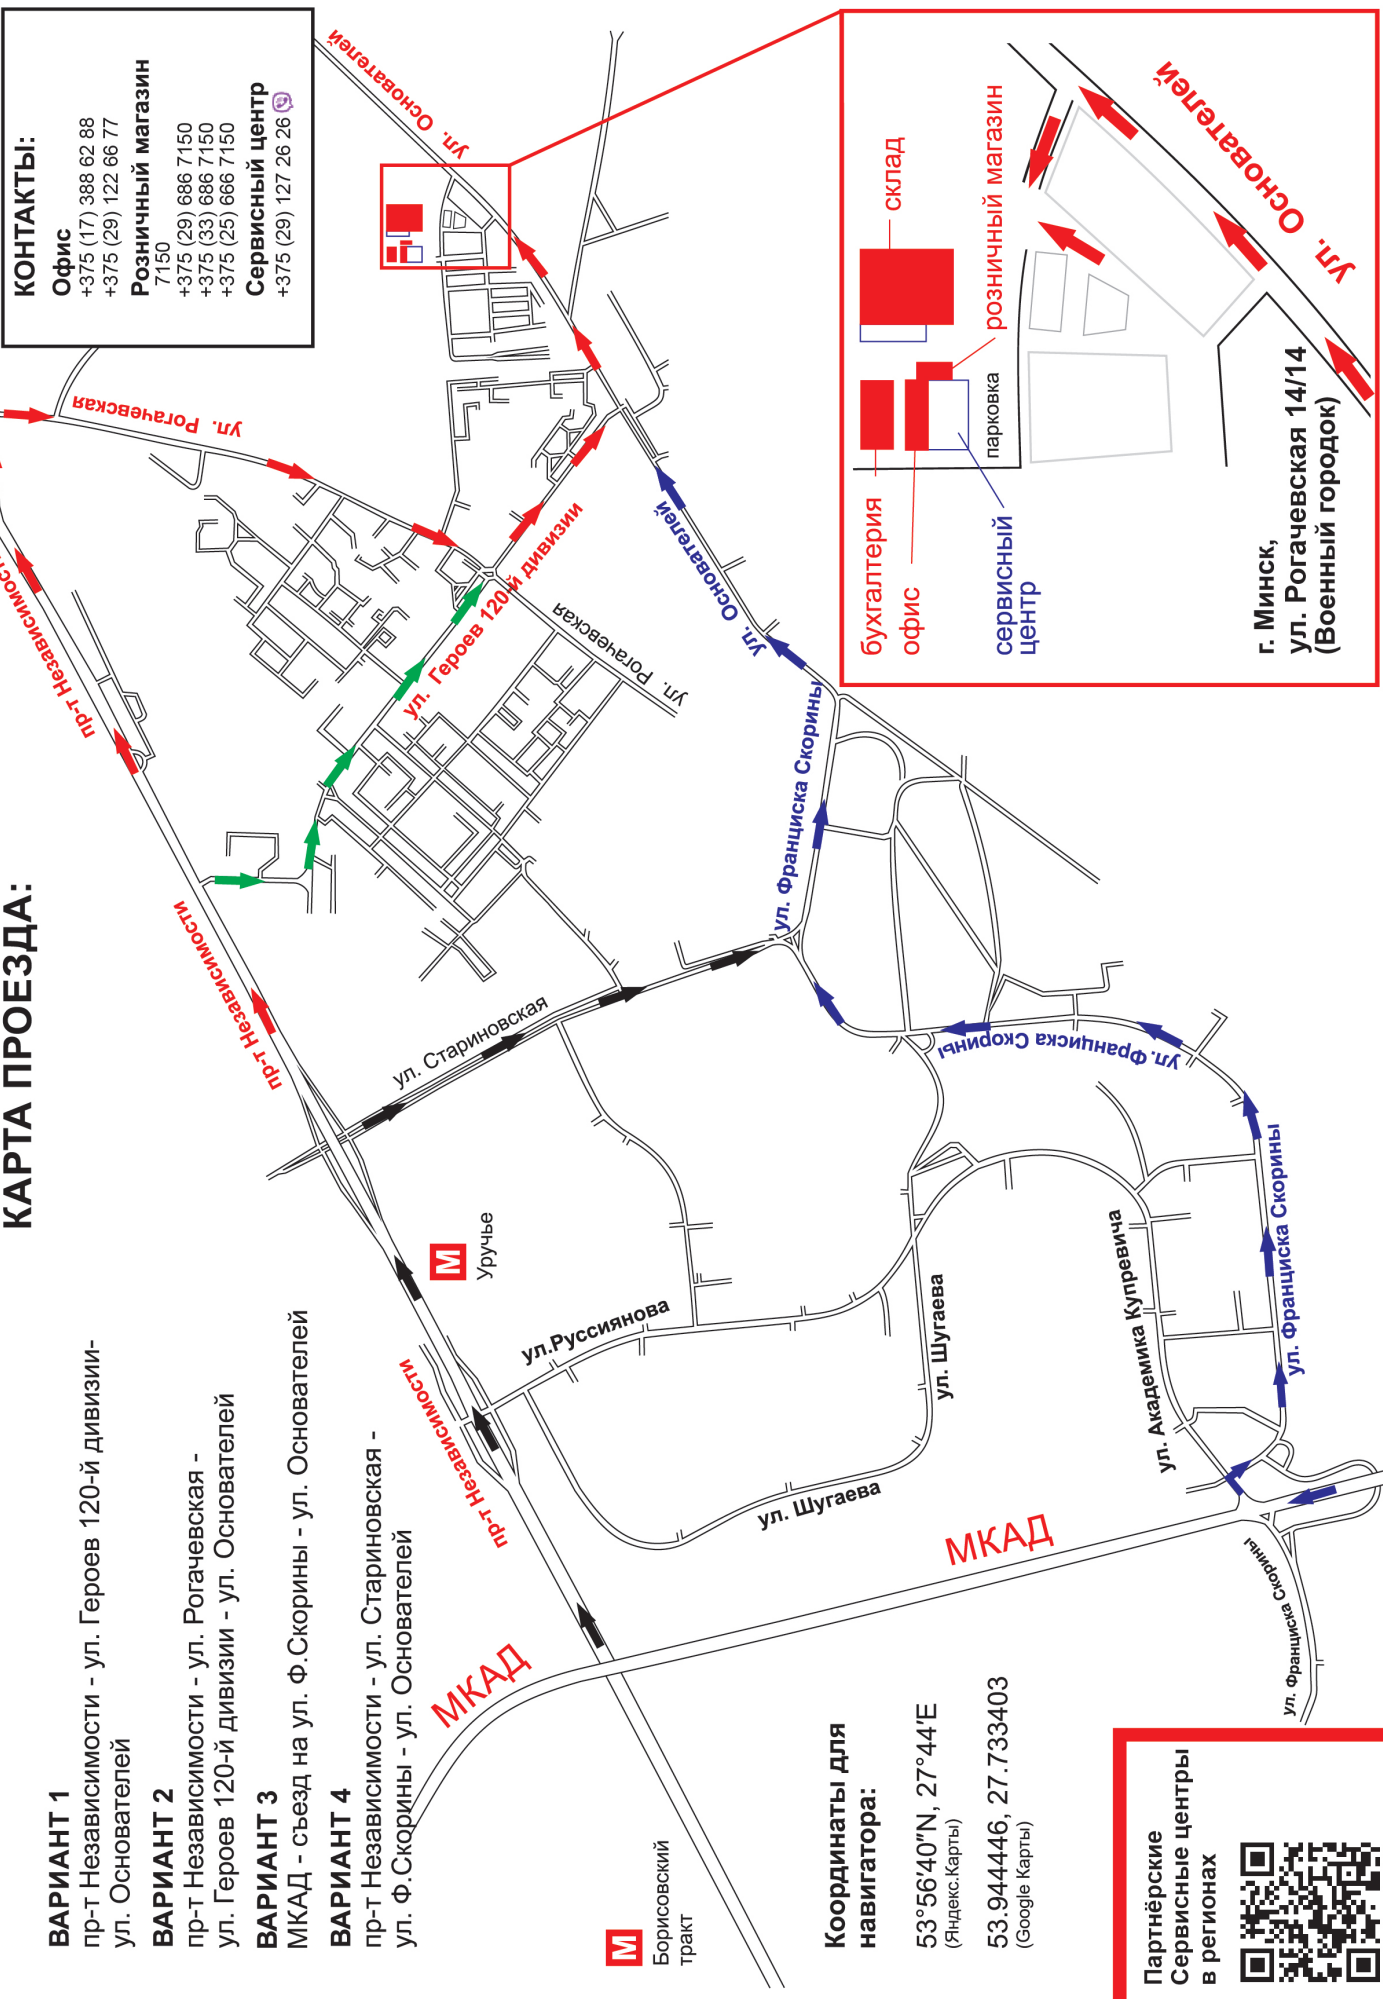 КАРТА ПРОЕЗДА:
ВАРИАНТ 1
пр-т Независимости - ул. Героев 120-й дивизии-
ул. Основателей
ВАРИАНТ 2
пр-т Независимости - ул. Рогачевская -
ул. Героев 120-й дивизии - ул. Основателей
ВАРИАНТ 3
МКАД - съезд на ул. Ф.Скорины - ул. Основателей
ВАРИАНТ 4
пр-т Независимости - ул. Стариновская -
ул. Ф.Скорины - ул. Основателей
КОНТАКТЫ:
Офис
+375 (17) 388 62 88
+375 (29) 122 66 77
Розничный магазин
7150
+375 (29) 686 7150
+375 (33) 686 7150
+375 (25) 666 7150
Сервисный центр
+375 (29) 127 26 26
пр-т Независимости
пр-т Независимости
пр-т Независимости
ул. Рогачевская
ул. Основателей
ул. Героев 120-й дивизии
ул. Рогачевская
ул. Основателей
ул. Стариновская
ул. Франциска Скорины
ул. Франциска Скорины
ул. Франциска Скорины
ул. Франциска Скорины
М
Уручье
ул.Руссиянова
ул. Шугаева
ул. Шугаева
ул. Академика Купревича
МКАД
МКАД
М
Борисовский
тракт
Координаты для
навигатора:
53°56′40″N, 27°44′E
(Яндекс.Карты)
53.944446, 27.733403
(Google Карты)
Партнёрские
Сервисные центры
в регионах
склад
розничный магазин
бухгалтерия
офис
парковка
сервисный
центр
ул. Основателей
г. Минск,
ул. Рогачевская 14/14
(Военный городок)